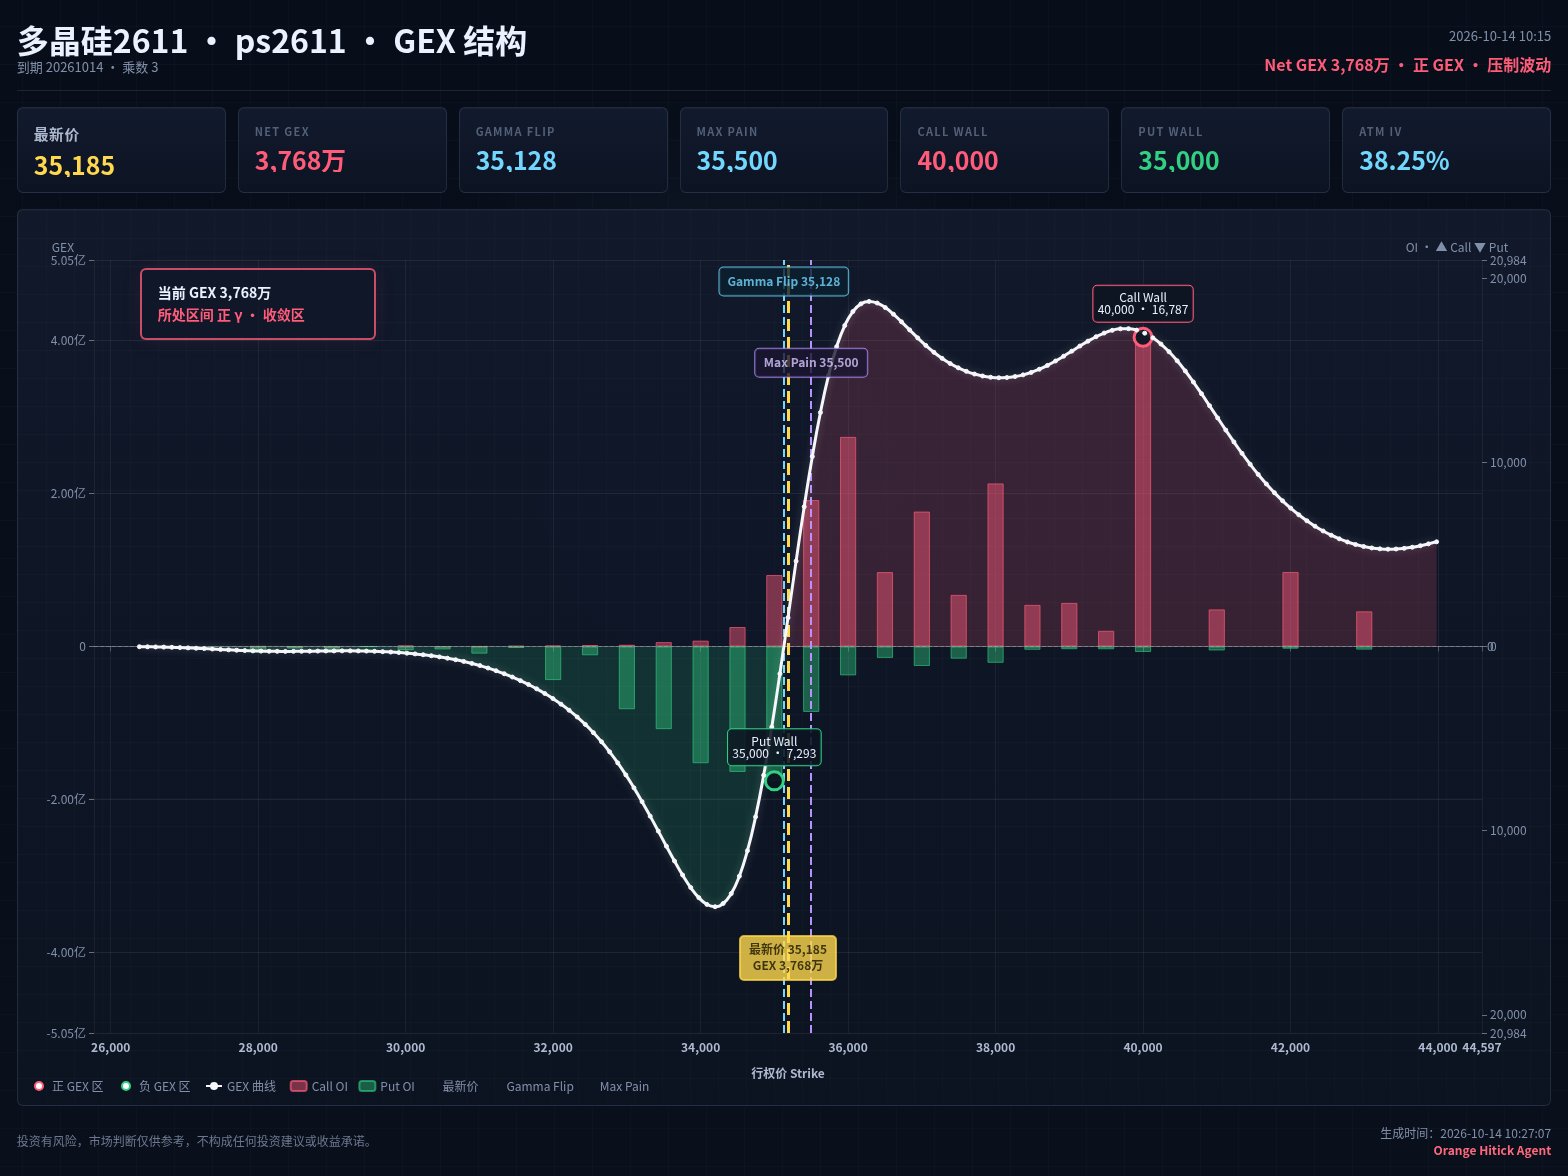 多晶硅2611 · ps2611 · GEX 结构
到期 20261014 · 乘数 3
2026-10-14 10:15
Net GEX 3,768万 · 正 GEX · 压制波动
最新价
35,185
NET GEX
3,768万
GAMMA FLIP
35,128
MAX PAIN
35,500
CALL WALL
40,000
PUT WALL
35,000
ATM IV
38.25%
GEX
OI · ▲ Call ▼ Put
5.05亿
4.00亿
2.00亿
0
-2.00亿
-4.00亿
-5.05亿
20,984
20,000
10,000
0
0
10,000
20,000
20,984
当前 GEX 3,768万
所处区间 正 γ · 收敛区
Gamma Flip 35,128
Max Pain 35,500
Call Wall
40,000 · 16,787
Put Wall
35,000 · 7,293
最新价 35,185
GEX 3,768万
26,000 28,000 30,000 32,000 34,000 36,000 38,000 40,000 42,000 44,000 44,597
行权价 Strike
正 GEX 区 负 GEX 区 GEX 曲线 Call OI Put OI 最新价 Gamma Flip Max Pain
投资有风险，市场判断仅供参考，不构成任何投资建议或收益承诺。
生成时间：2026-10-14 10:27:07
Orange Hitick Agent